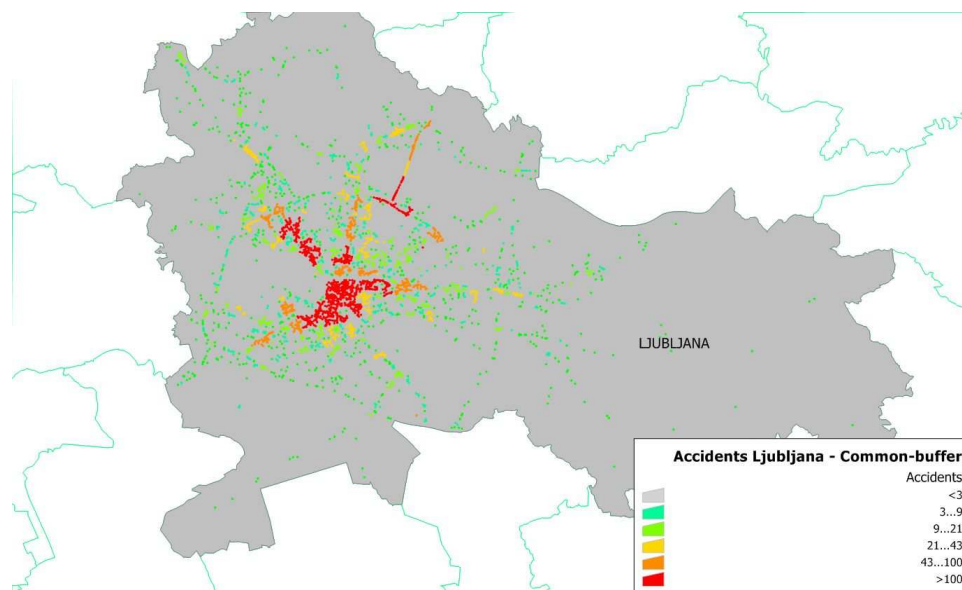 LJUBLJANA
Accidents Ljubljana - Common-buffer
Accidents
<3
3...9
9...21
21...43
43...100
>100